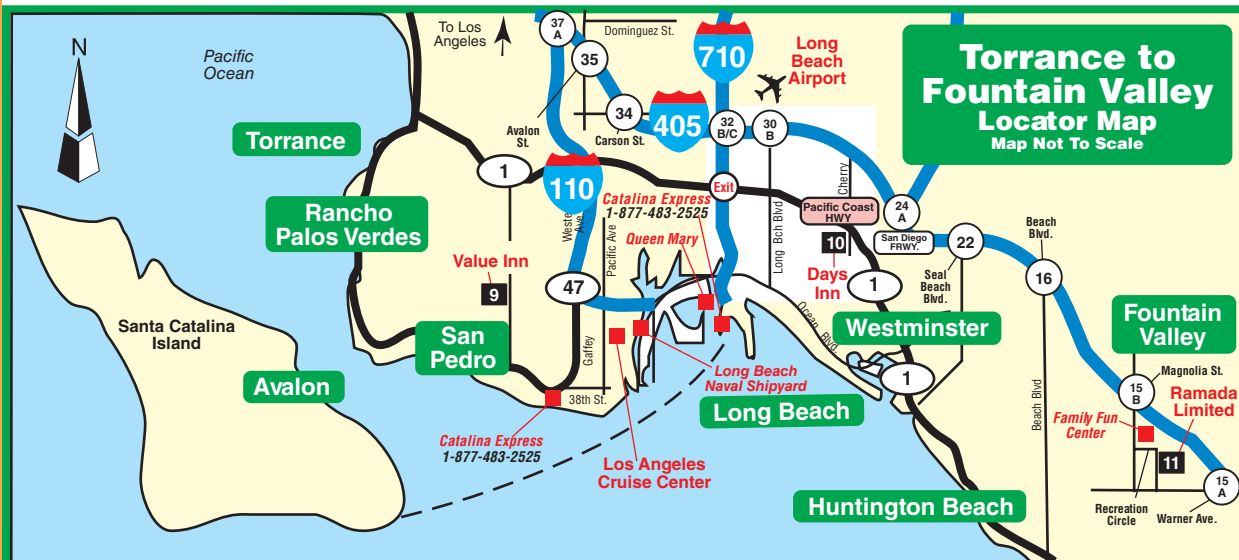 Torrance to
Fountain Valley
Locator Map
Map Not To Scale
N
Pacific
Ocean
To Los
Angeles
37
A
Dominguez St.
710
Long
Beach
Airport
35
34
Avalon
St.
Carson St.
405
32
B/C
30
B
Torrance
1
110
Exit
Cherry
Catalina Express
1-877-483-2525
Pacific Coast
HWY
24
A
Rancho
Palos Verdes
Weste
Ave.
Pacific Ave
Queen Mary
Long Bch Blvd
10
San Diego
FRWY.
22
Beach
Blvd.
Value Inn
9
47
Days
Inn
1
Seal
Beach
Blvd.
16
Santa Catalina
Island
San
Pedro
Gaffey
Ocean Blvd.
Westminster
Fountain
Valley
Avalon
38th St.
Long Beach
Naval Shipyard
1
Magnolia St.
15
B
Ramada
Limited
Long Beach
Beach Blvd
Family Fun
Center
Catalina Express
1-877-483-2525
Los Angeles
Cruise Center
11
15
A
Huntington Beach
Recreation
Circle
Warner Ave.